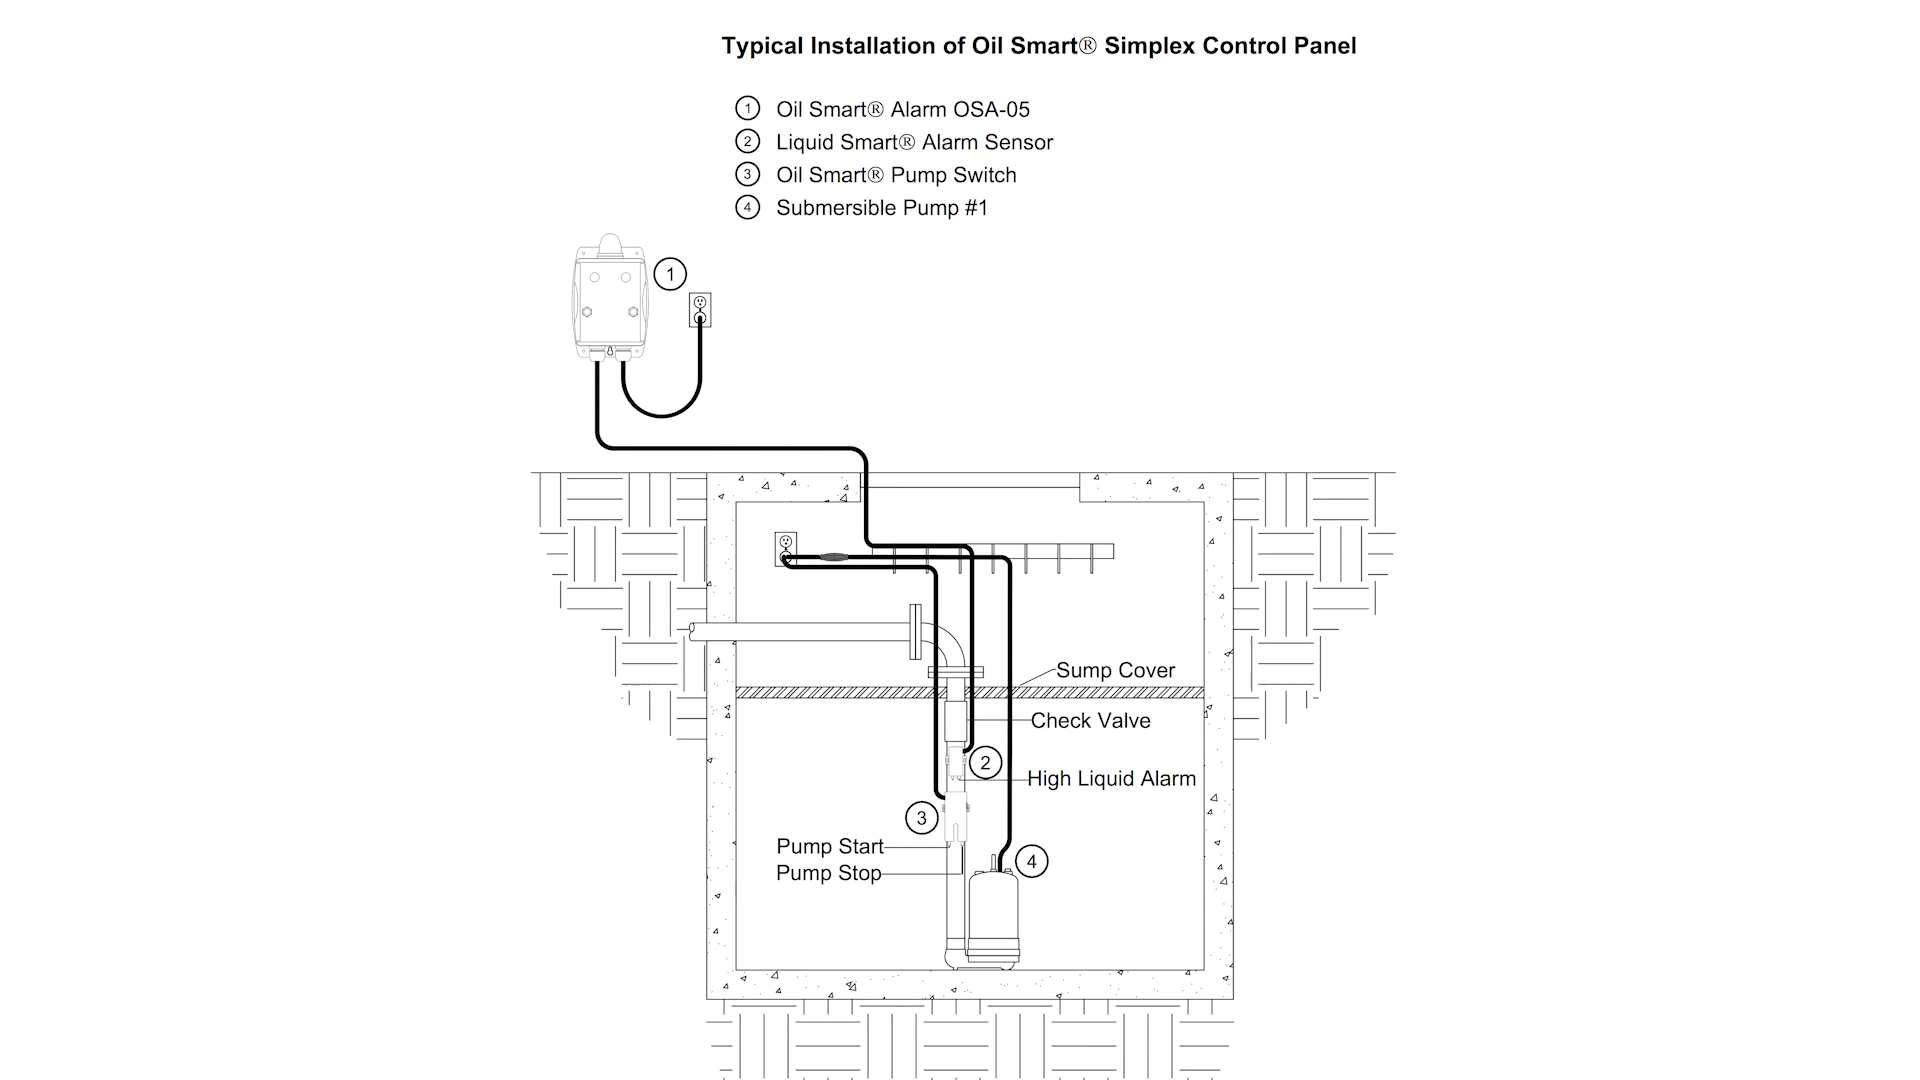 Typical Installation of Oil Smart® Simplex Control Panel
1 Oil Smart® Alarm OSA-05
2 Liquid Smart® Alarm Sensor
3 Oil Smart® Pump Switch
4 Submersible Pump #1
1
Sump Cover
Check Valve
2
High Liquid Alarm
3
Pump Start
4
Pump Stop